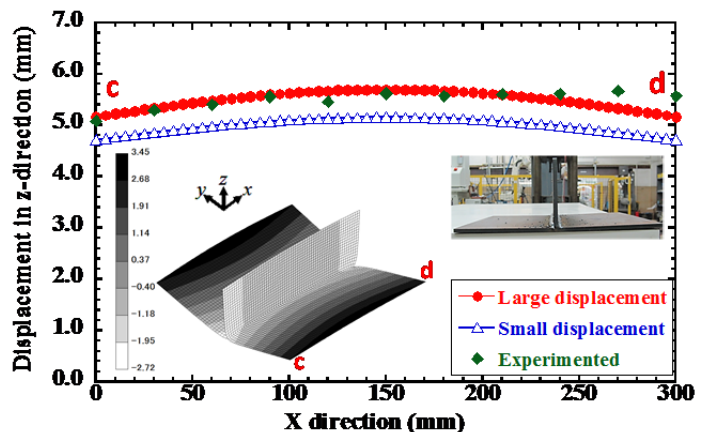 Displacement in z-direction (mm)
7.0
6.0
5.0
4.0
3.0
2.0
1.0
0.0
c
d
3.45
2.68
1.91
1.14
0.37
-0.40
-1.18
-1.95
-2.72
y
z
x
d
c
Large displacement
Small displacement
Experimented
0
50
100
150
200
250
300
X direction (mm)